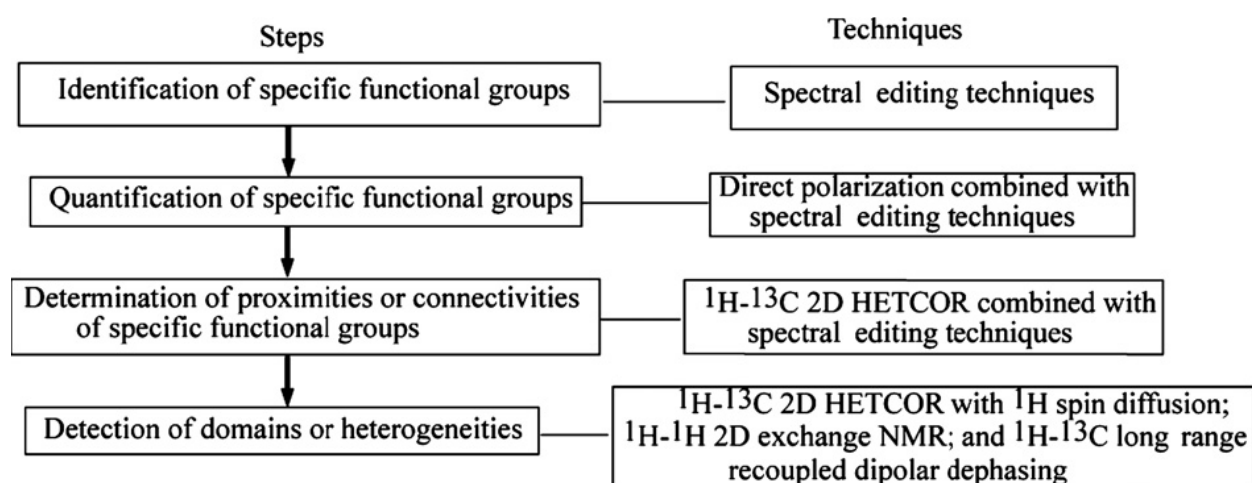 Steps
Techniques
Identification of specific functional groups
Spectral editing techniques
Quantification of specific functional groups
Direct polarization combined with
spectral editing techniques
Determination of proximities or connectivities
of specific functional groups
¹H-¹³C 2D HETCOR combined with
spectral editing techniques
Detection of domains or heterogeneities
¹H-¹³C 2D HETCOR with ¹H spin diffusion;
¹H-¹H 2D exchange NMR; and ¹H-¹³C long range
recoupled dipolar dephasing